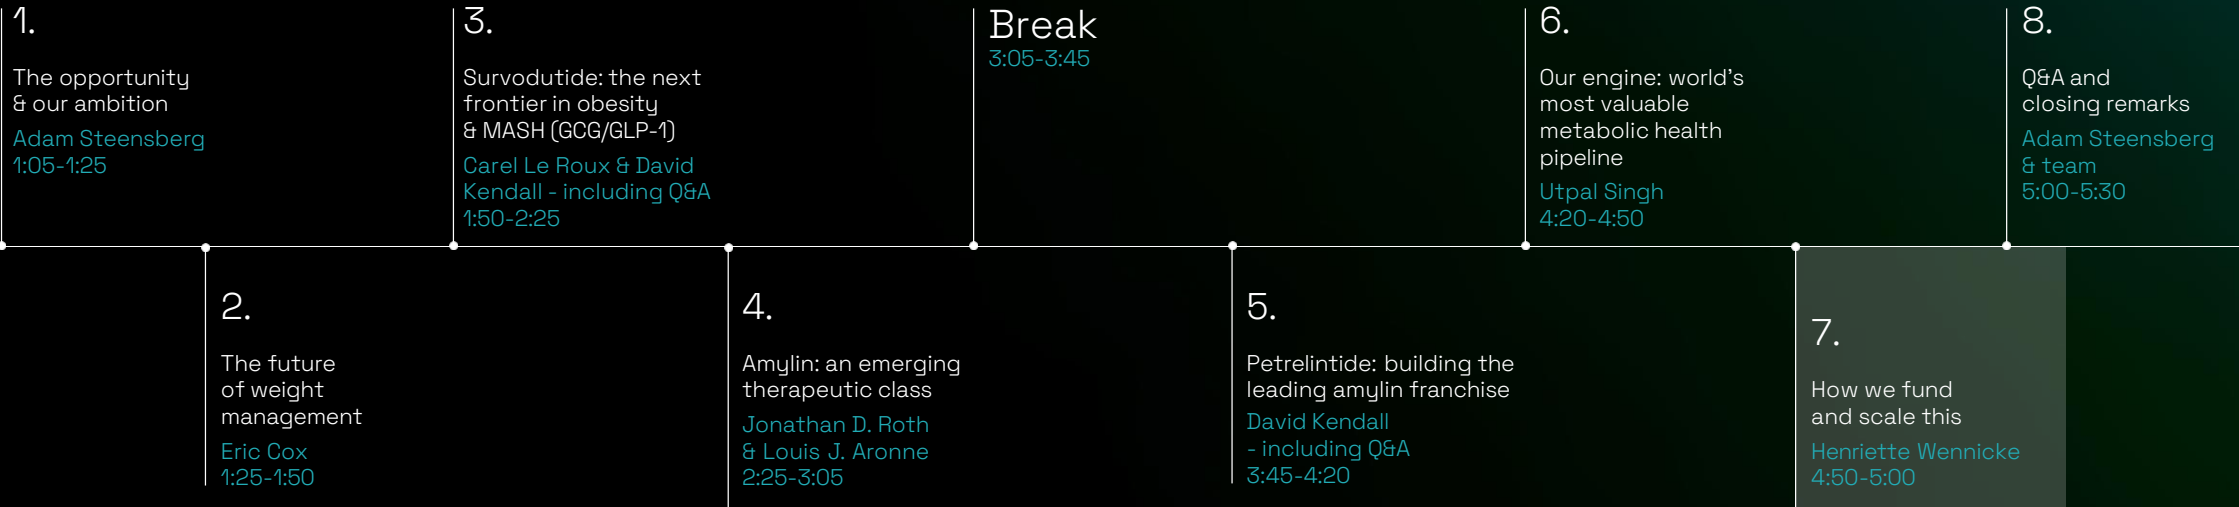 1.
The opportunity
& our ambition
Adam Steensberg
1:05-1:25
2.
The future
of weight
management
Eric Cox
1:25-1:50
3.
Survodutide: the next
frontier in obesity
& MASH (GCG/GLP-1)
Carel Le Roux & David
Kendall - including Q&A
1:50-2:25
4.
Amylin: an emerging
therapeutic class
Jonathan D. Roth
& Louis J. Aronne
2:25-3:05
Break
3:05-3:45
5.
Petrelintide: building the
leading amylin franchise
David Kendall
- including Q&A
3:45-4:20
6.
Our engine: world's
most valuable
metabolic health
pipeline
Utpal Singh
4:20-4:50
7.
How we fund
and scale this
Henriette Wennicke
4:50-5:00
8.
Q&A and
closing remarks
Adam Steensberg
& team
5:00-5:30